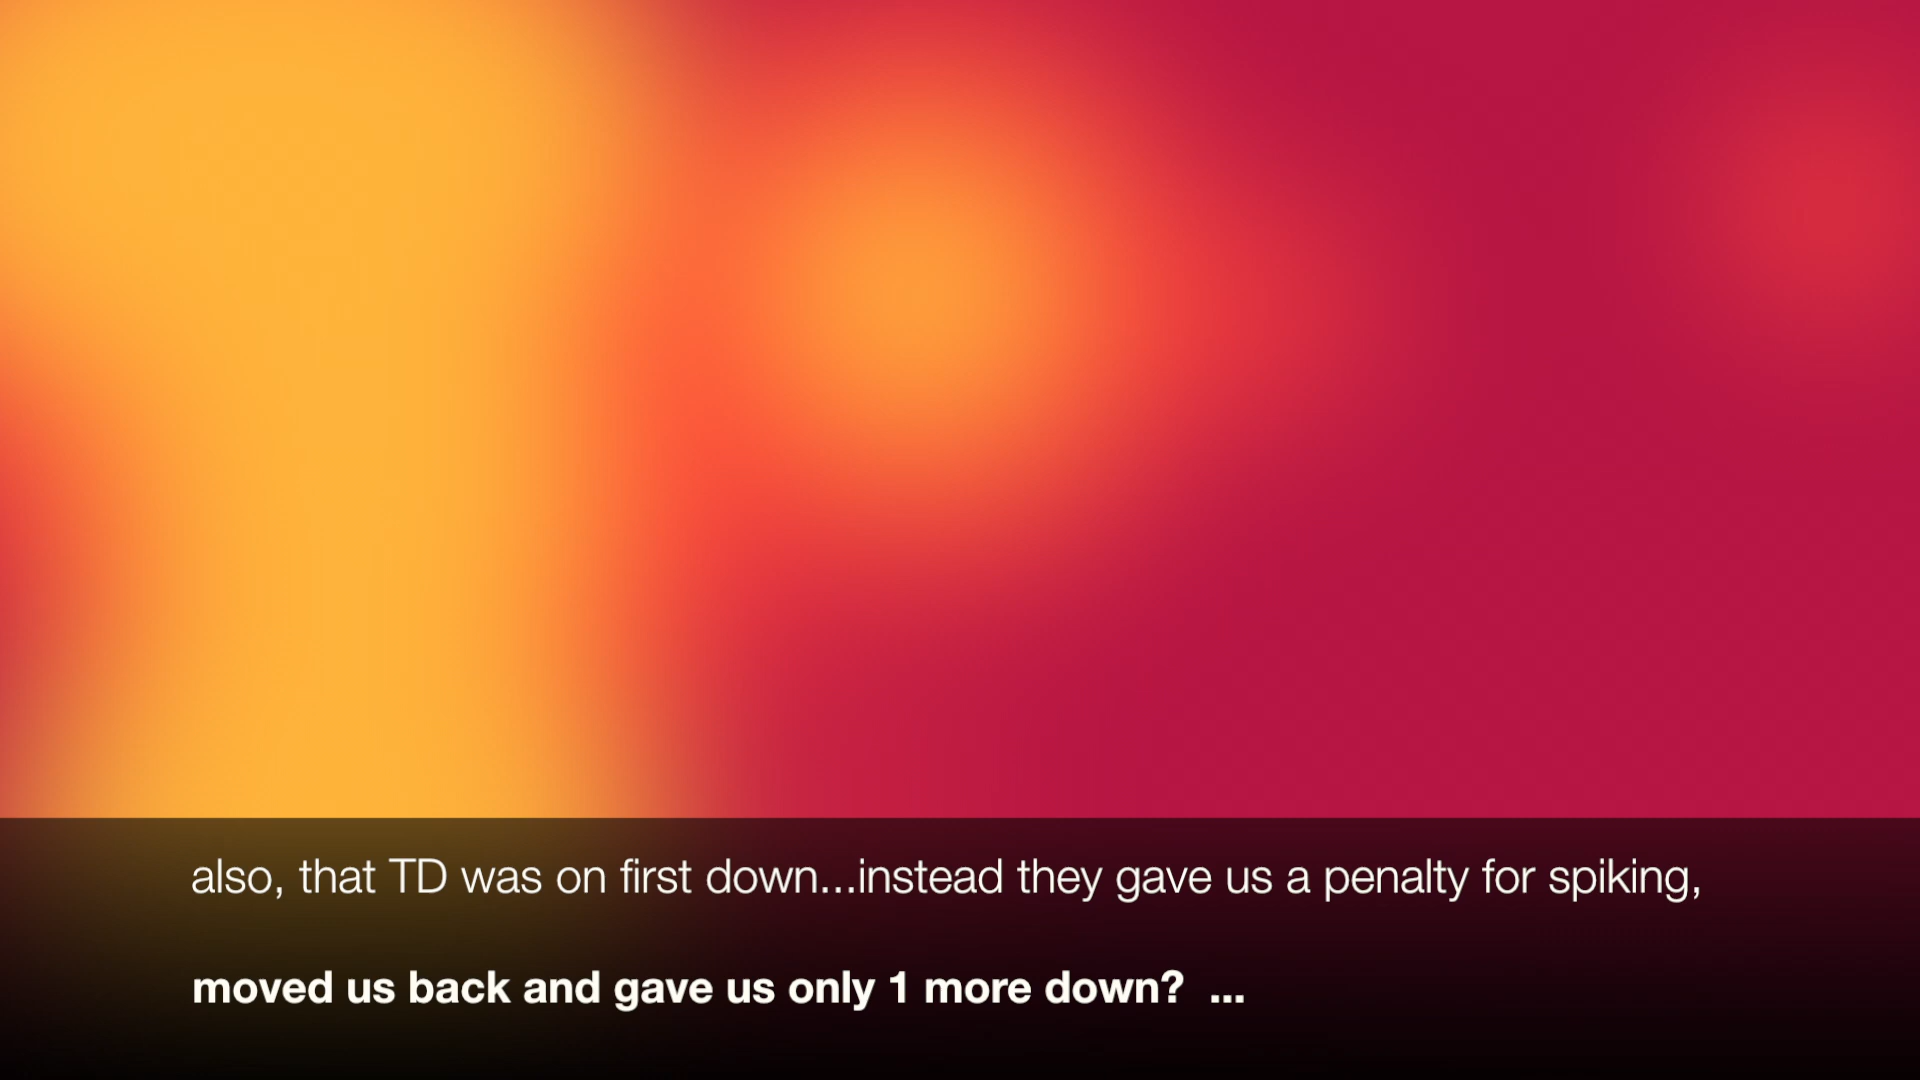 also, that TD was on first down...instead they gave us a penalty for spiking,
moved us back and gave us only 1 more down?  ...